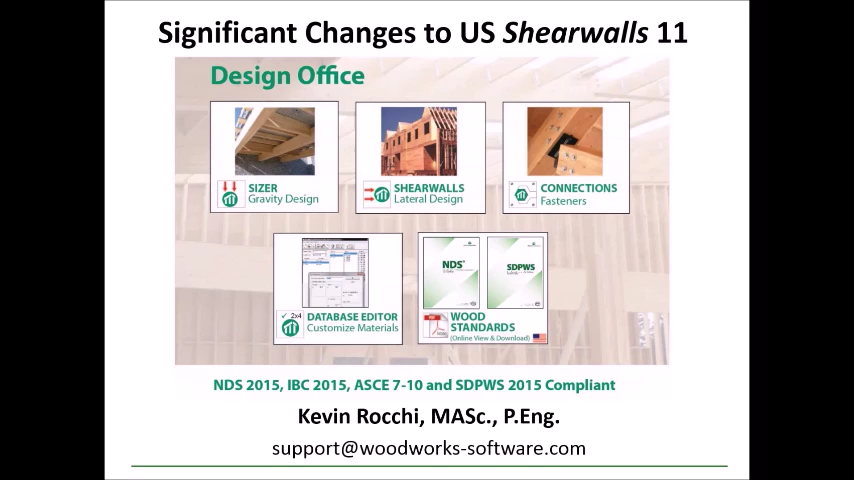 Significant Changes to US Shearwalls 11
Design Office
SIZER
Gravity Design
SHEARWALLS
Lateral Design
CONNECTIONS
Fasteners
2x4
DATABASE EDITOR
Customize Materials
NDS
SDPWS
WOOD
STANDARDS
(Online View & Download)
NDS 2015, IBC 2015, ASCE 7-10 and SDPWS 2015 Compliant
Kevin Rocchi, MASc., P.Eng.
support@woodworks-software.com